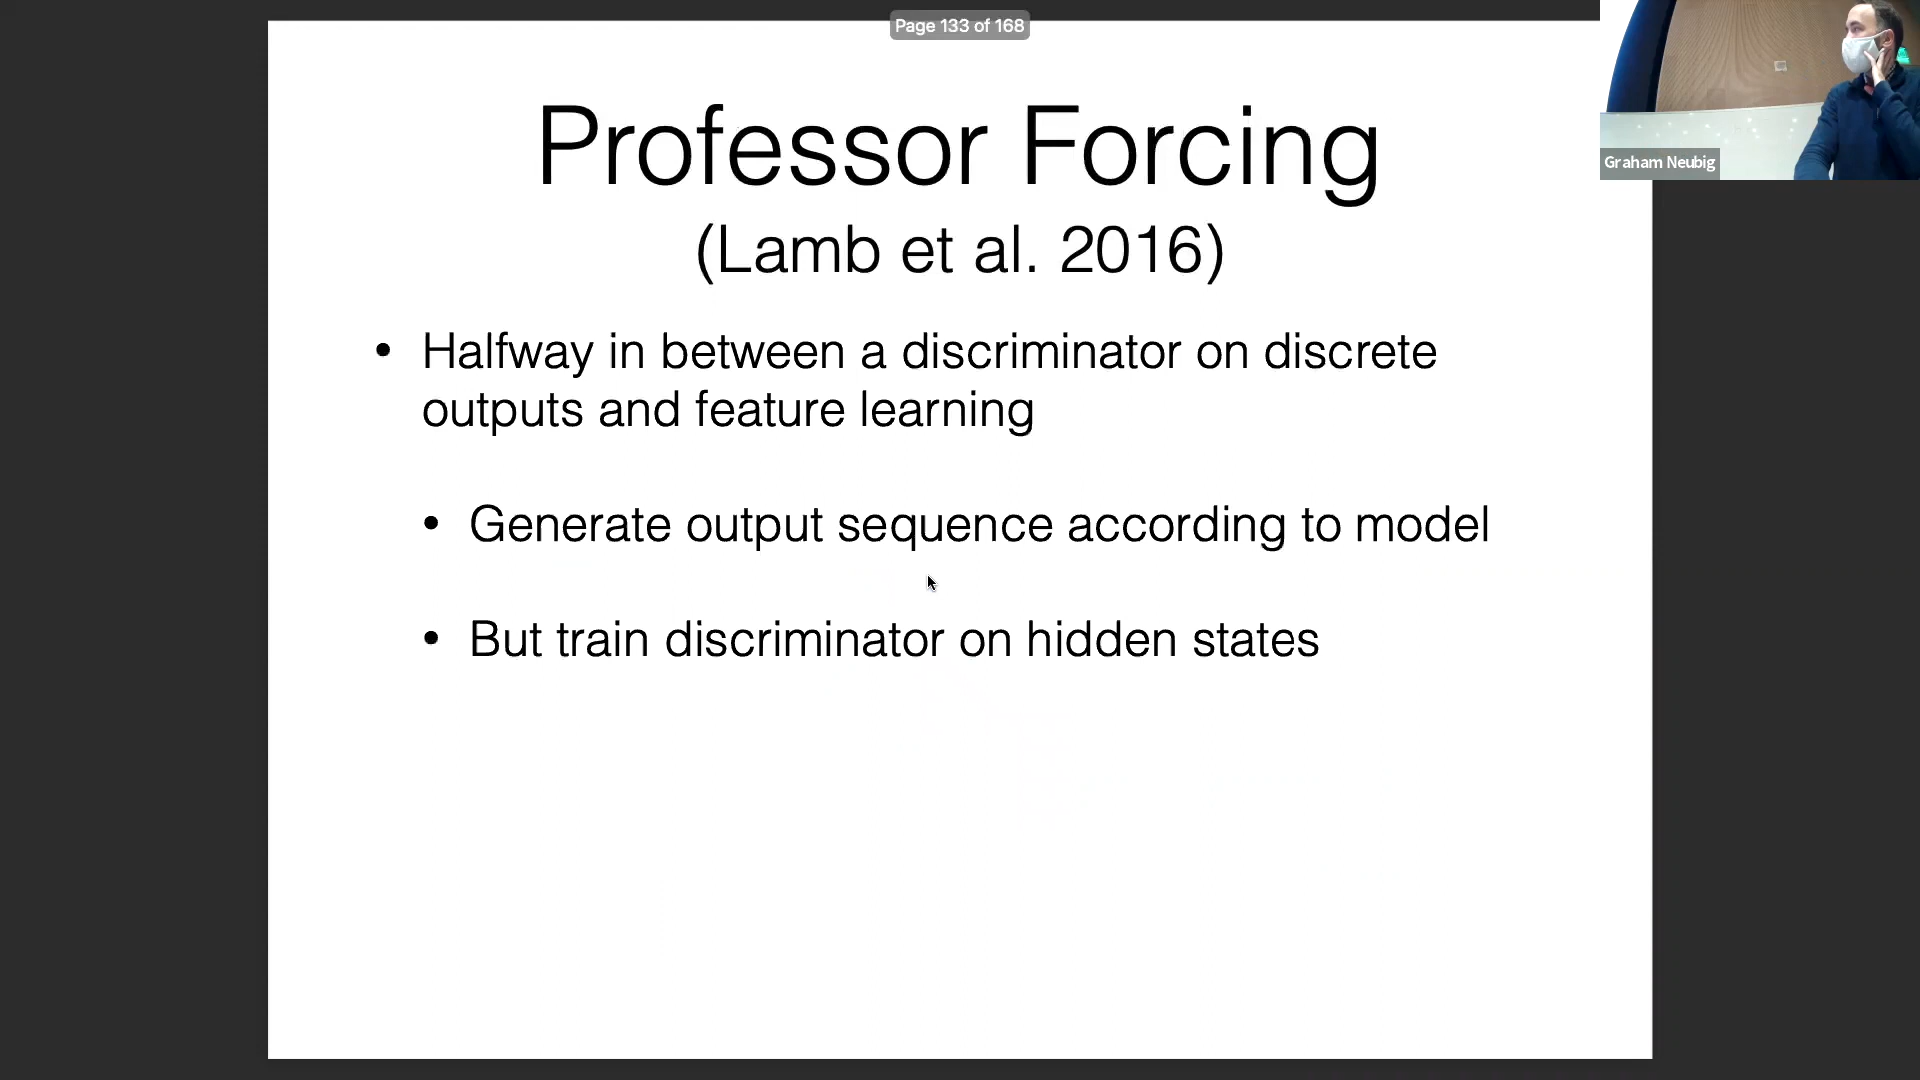 Page 133 of 168
Professor Forcing
(Lamb et al. 2016)
Graham Neubig
• Halfway in between a discriminator on discrete
outputs and feature learning
• Generate output sequence according to model
• But train discriminator on hidden states